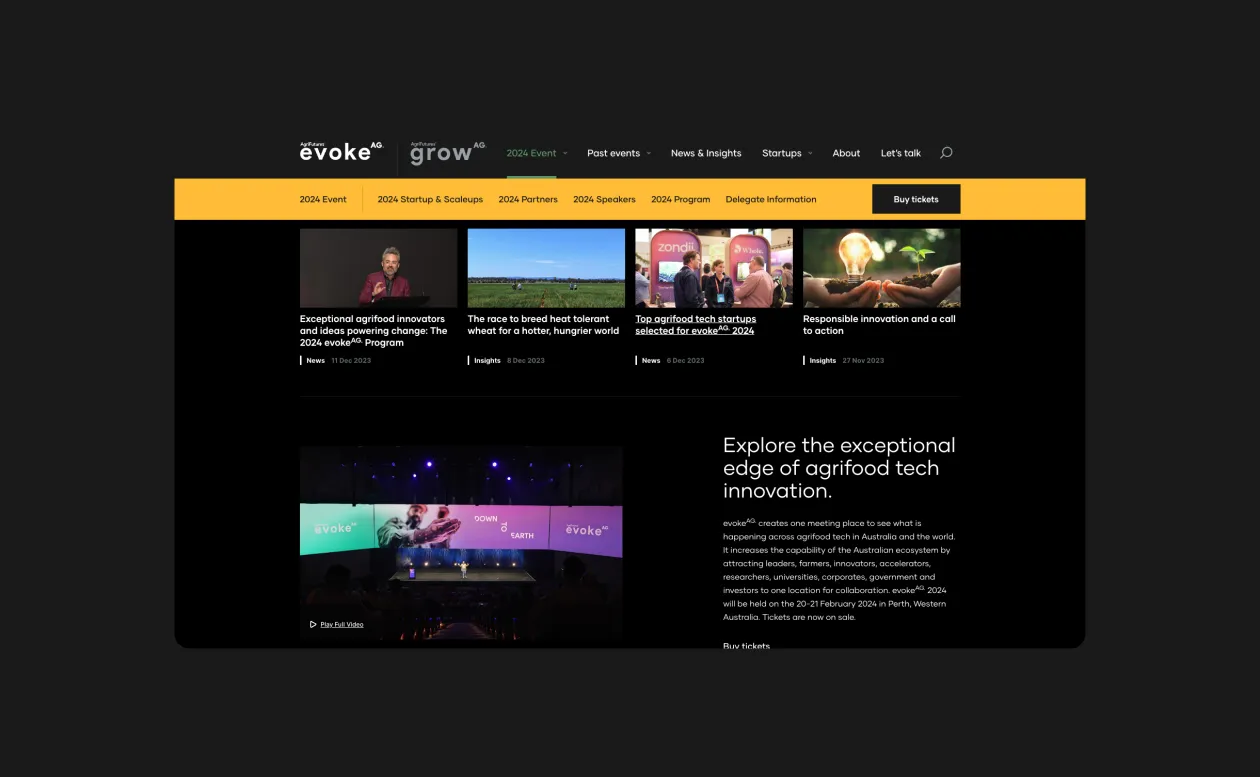 AgriFutures
evoke AG.
AgriFutures
grow AG.
2024 Event
Past events
News & Insights
Startups
About
Let's talk
2024 Event
2024 Startup & Scaleups
2024 Partners
2024 Speakers
2024 Program
Delegate Information
Buy tickets
zondii
Whole.
Exceptional agrifood innovators
and ideas powering change: The
2024 evokeAG. Program
News 11 Dec 2023
The race to breed heat tolerant
wheat for a hotter, hungrier world
Insights 8 Dec 2023
Top agrifood tech startups
selected for evokeAG. 2024
News 6 Dec 2023
Responsible innovation and a call
to action
Insights 27 Nov 2023
evoke AG.
DOWN
TO
EARTH
evoke AG.
Play Full Video
Explore the exceptional
edge of agrifood tech
innovation.
evokeAG. creates one meeting place to see what is
happening across agrifood tech in Australia and the world.
It increases the capability of the Australian ecosystem by
attracting leaders, farmers, innovators, accelerators,
researchers, universities, corporates, government and
investors to one location for collaboration. evokeAG. 2024
will be held on the 20-21 February 2024 in Perth, Western
Australia. Tickets are now on sale.
Buy tickets